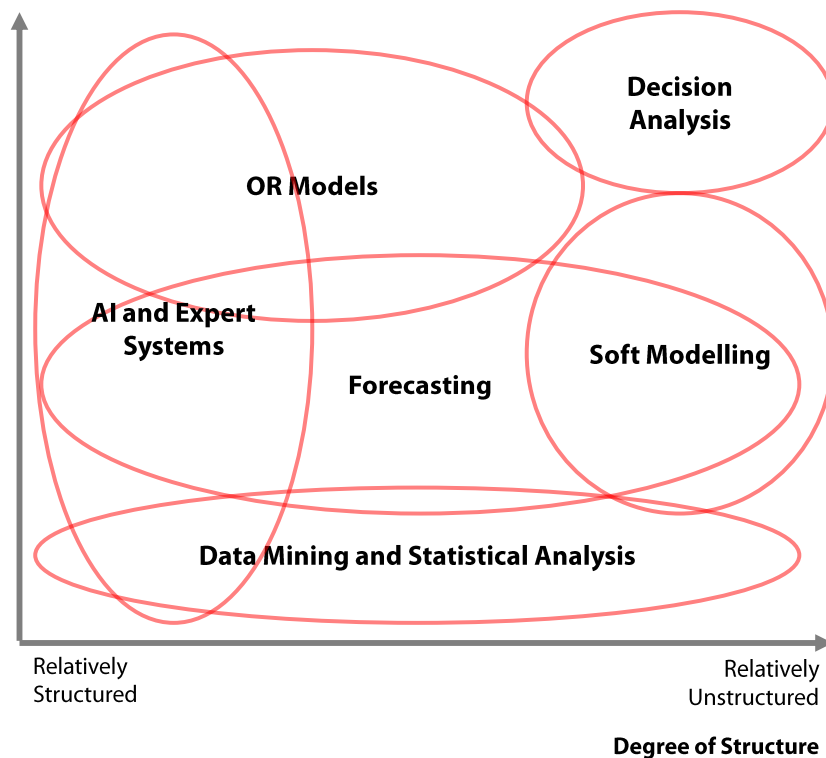 Decision
Analysis
OR Models
AI and Expert
Systems
Soft Modelling
Forecasting
Data Mining and Statistical Analysis
Relatively
Structured
Relatively
Unstructured
Degree of Structure